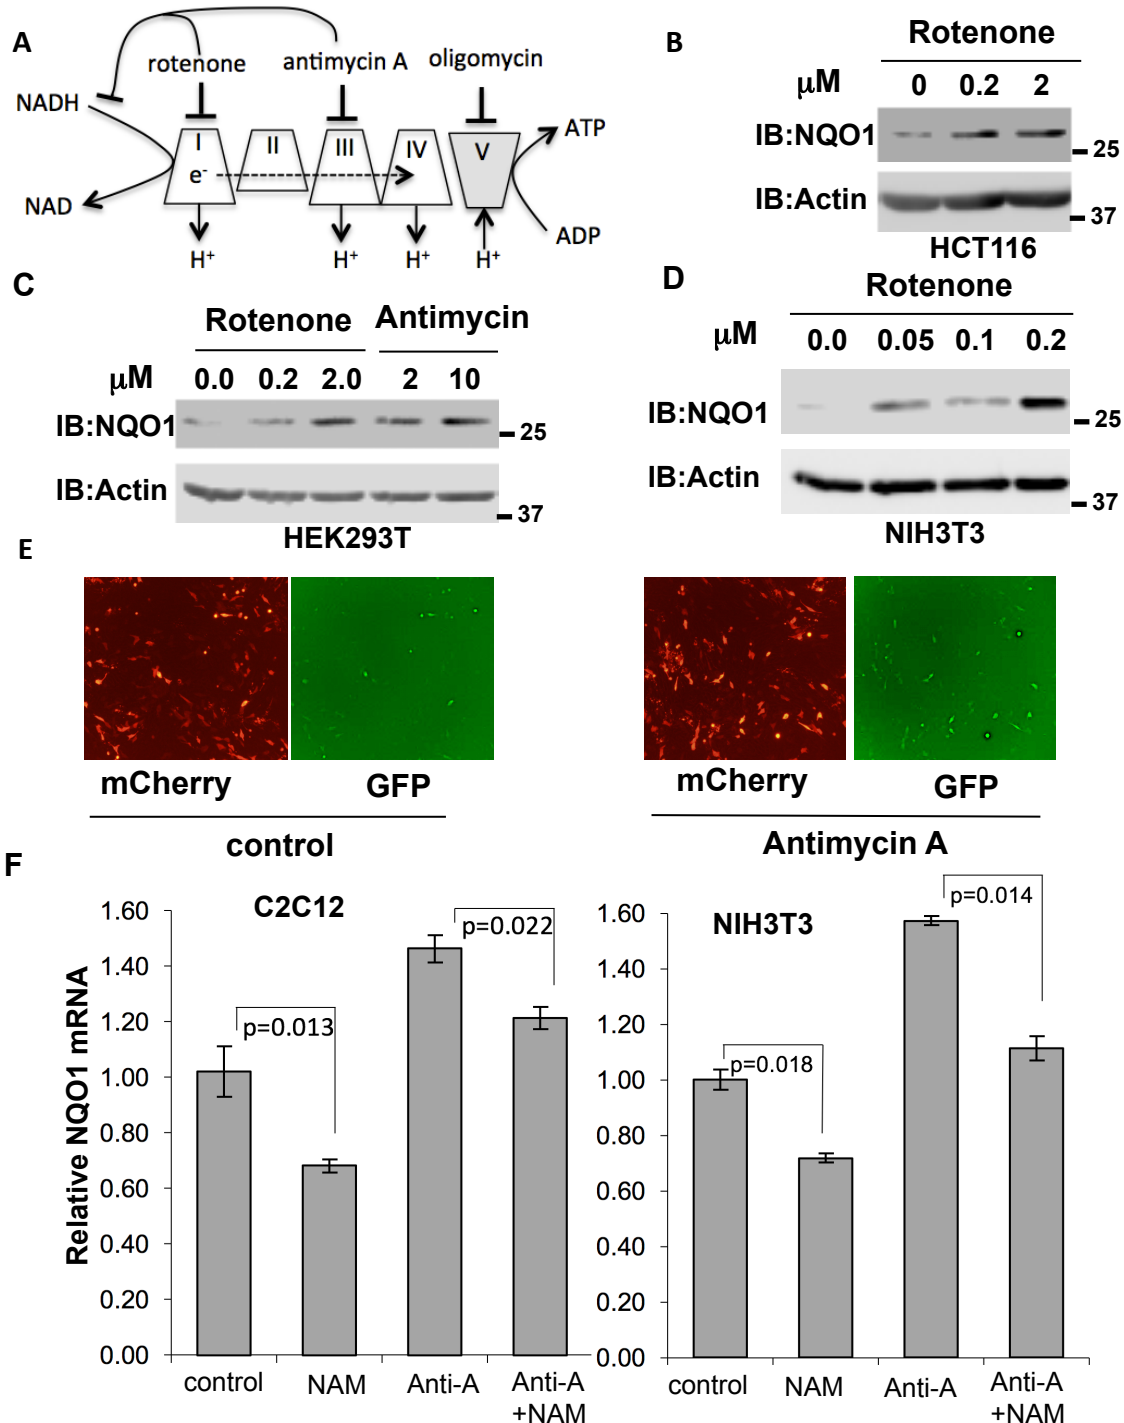 A
rotenone
antimycin A
oligomycin
NADH
I
II
III
IV
V
e-
ATP
NAD
ADP
H+
H+
H+
H+
B
Rotenone
μM
0
0.2
2
IB:NQO1
25
IB:Actin
37
HCT116
C
Rotenone
Antimycin
μM
0.0
0.2
2.0
2
10
IB:NQO1
25
IB:Actin
37
HEK293T
D
Rotenone
μM
0.0
0.05
0.1
0.2
IB:NQO1
25
IB:Actin
37
NIH3T3
E
mCherry
GFP
control
mCherry
GFP
Antimycin A
F
C2C12
Relative NQO1 mRNA
1.60
1.40
1.20
1.00
0.80
0.60
0.40
0.20
0.00
p=0.013
p=0.022
control
NAM
Anti-A
Anti-A
+NAM
NIH3T3
1.60
1.40
1.20
1.00
0.80
0.60
0.40
0.20
0.00
p=0.018
p=0.014
control
NAM
Anti-A
Anti-A
+NAM